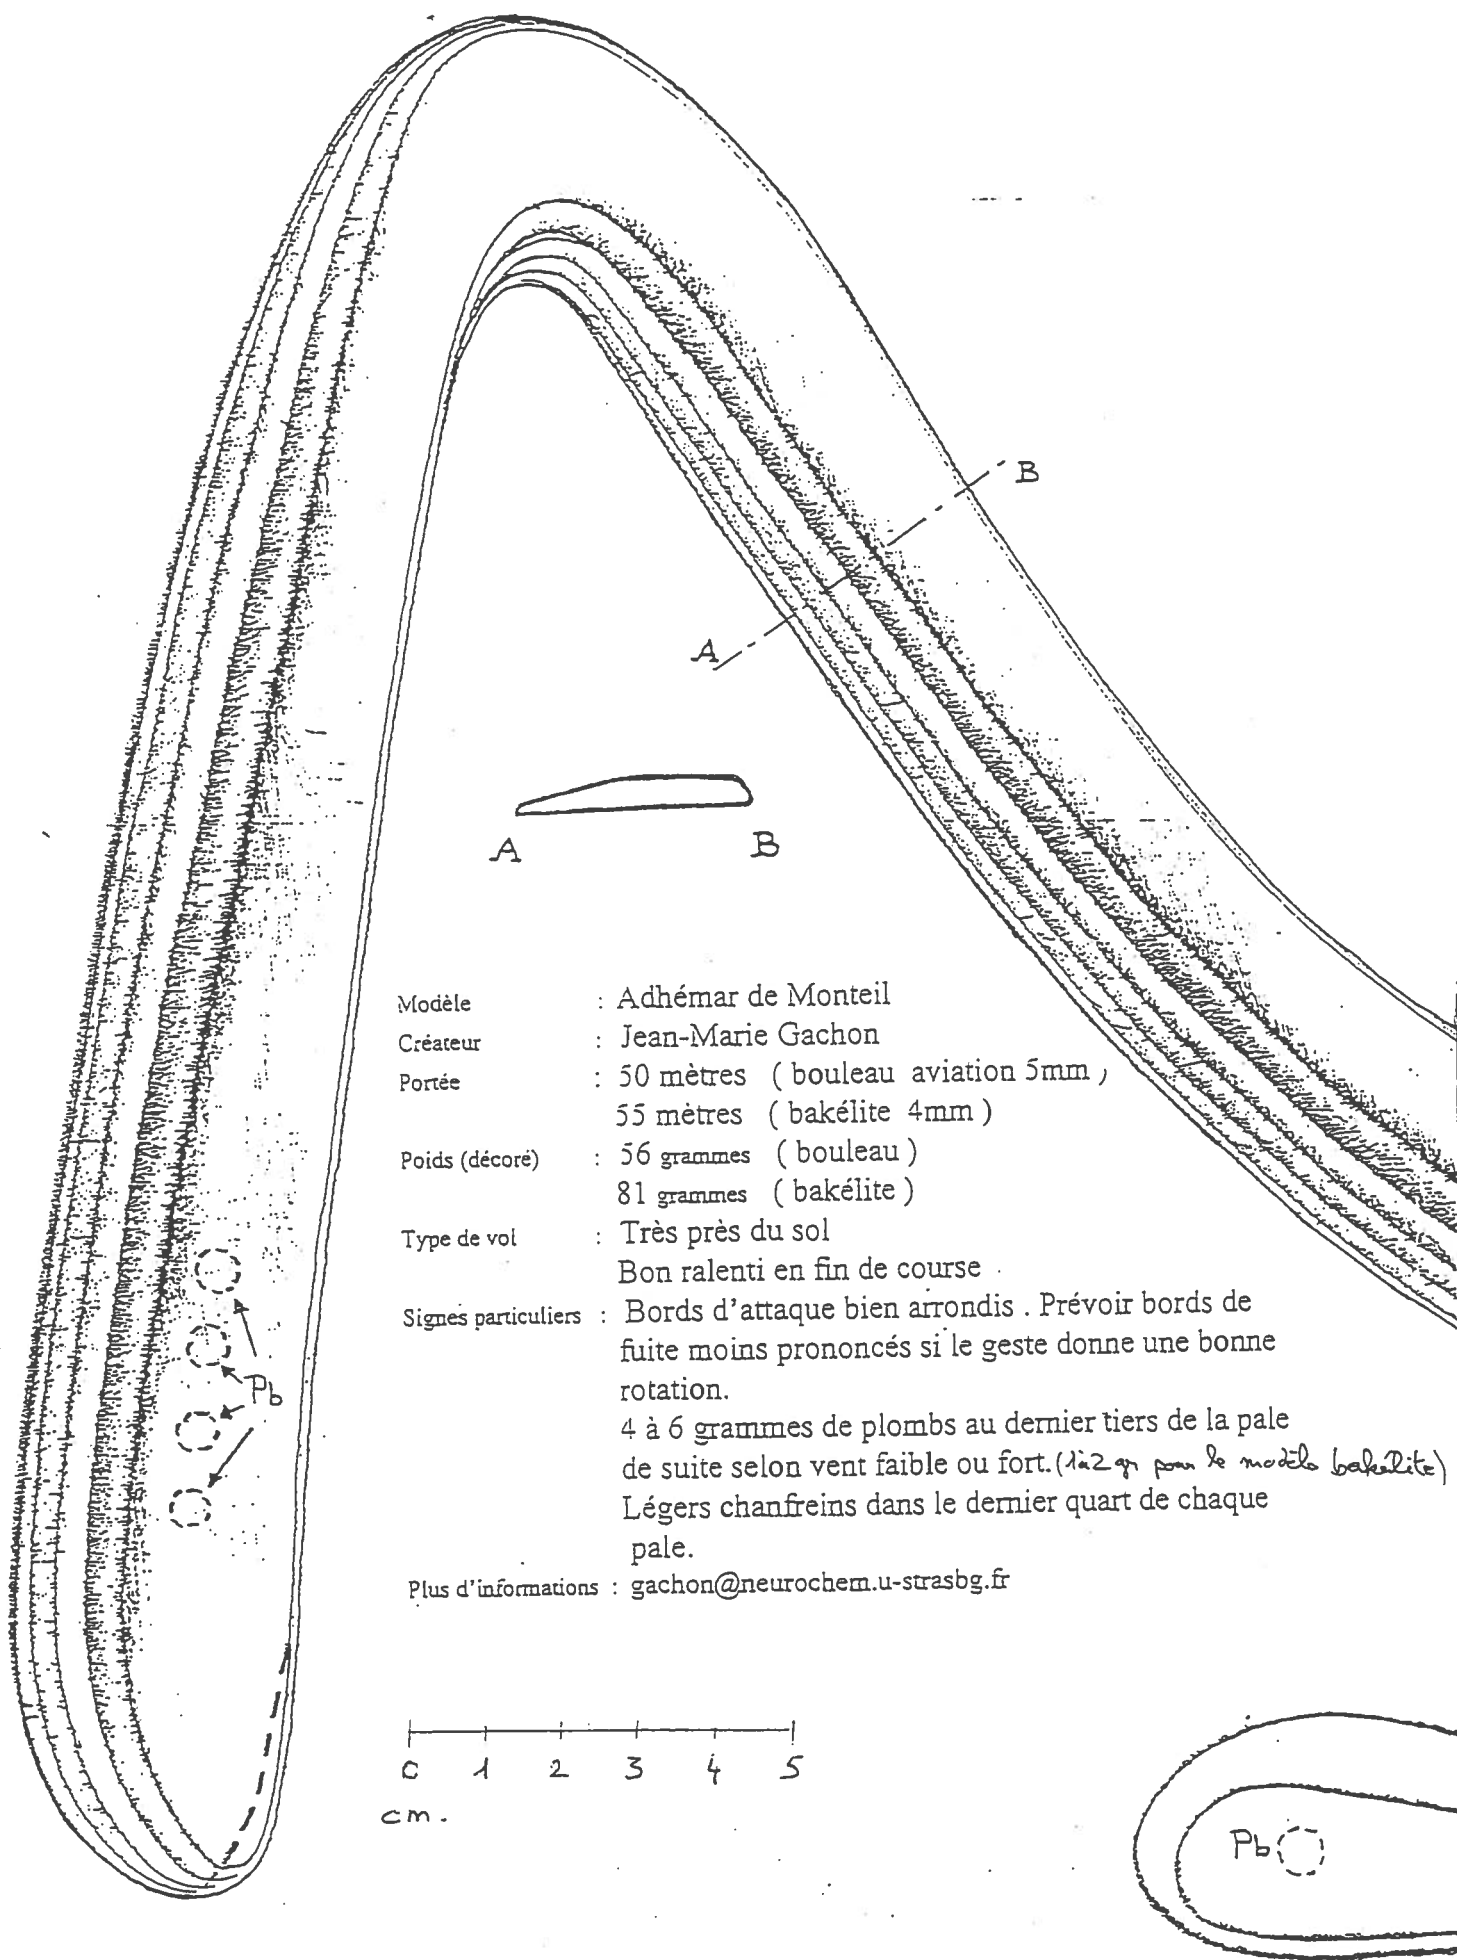 B
A
A B
Modèle : Adhémar de Monteil
Créateur : Jean-Marie Gachon
Portée : 50 mètres ( bouleau aviation 5mm )
55 mètres ( bakélite 4mm )
Poids (décoré) : 56 grammes ( bouleau )
81 grammes ( bakélite )
Type de vol : Très près du sol
Bon ralenti en fin de course .
Signes particuliers : Bords d'attaque bien arrondis . Prévoir bords de
fuite moins prononcés si le geste donne une bonne
rotation.
Pb
4 à 6 grammes de plombs au dernier tiers de la pale
de suite selon vent faible ou fort. (1 à 2 gr pour le modèle bakélite)
Légers chanfreins dans le dernier quart de chaque
pale.
Plus d'informations : gachon@neurochem.u-strasbg.fr
0 1 2 3 4 5
cm.
Pb